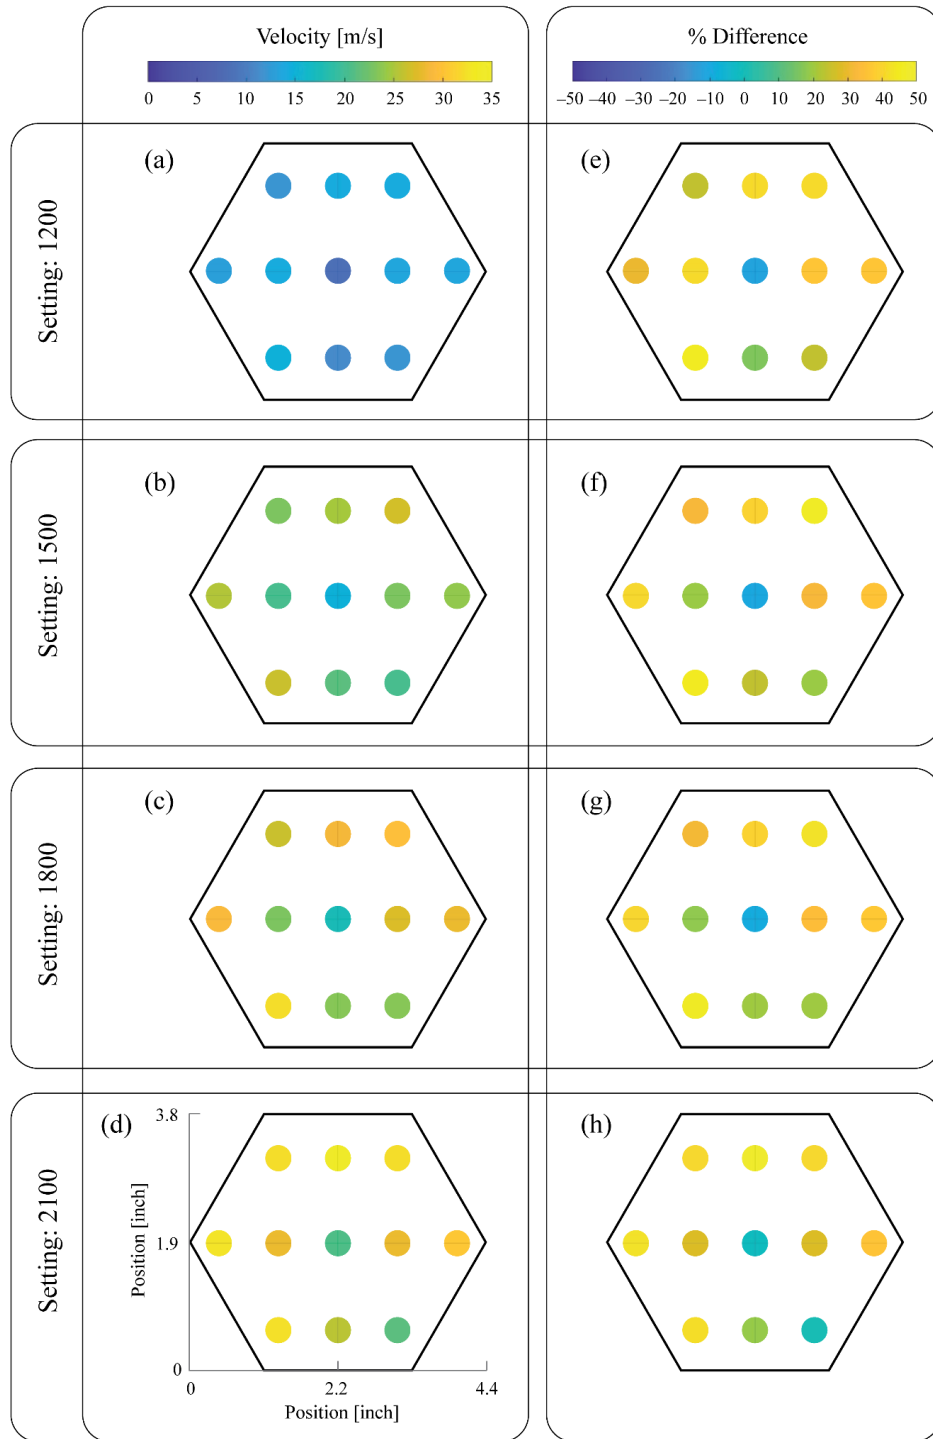 Velocity [m/s]
0 5 10 15 20 25 30 35
% Difference
–50 –40 –30 –20 –10 0 10 20 30 40 50
Setting: 1200
(a)
(e)
Setting: 1500
(b)
(f)
Setting: 1800
(c)
(g)
Setting: 2100
(d)
3.8
1.9
0
Position [inch]
0 2.2 4.4
Position [inch]
(h)